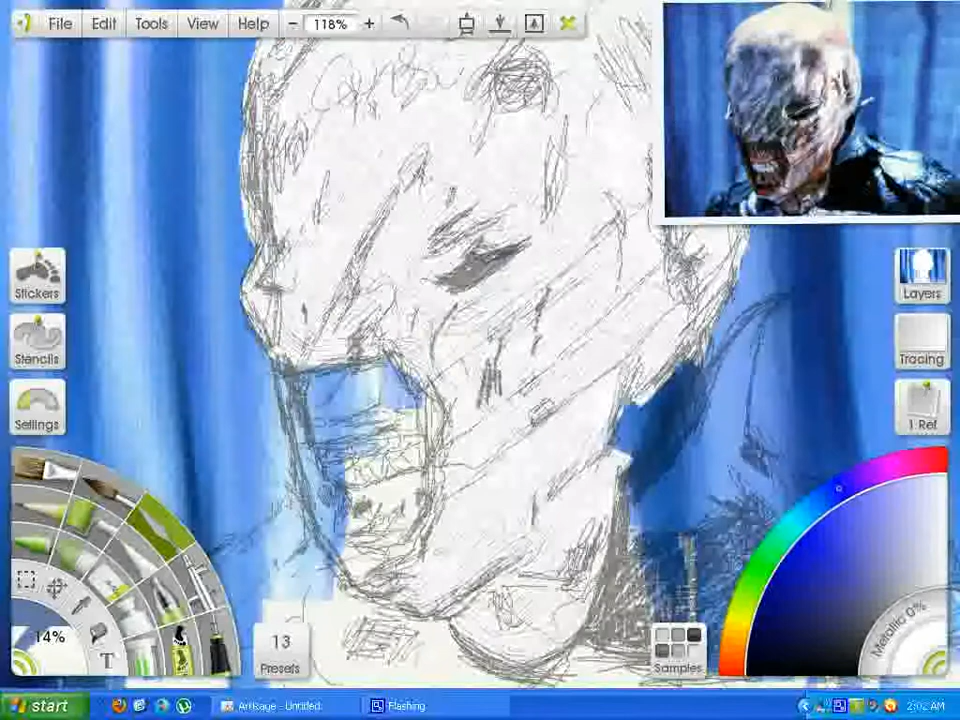 File Edit Tools View Help − 118% +
Stickers
Stencils
Settings
Layers
Tracing
1 Ref
14%
T
13
Presets
Samples
Metallic 0%
start
ArtRage - Untitled
Flashing
2:02 AM